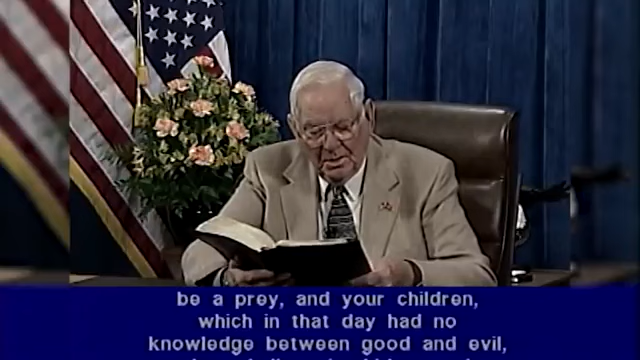 be a prey, and your children,
which in that day had no
knowledge between good and evil,